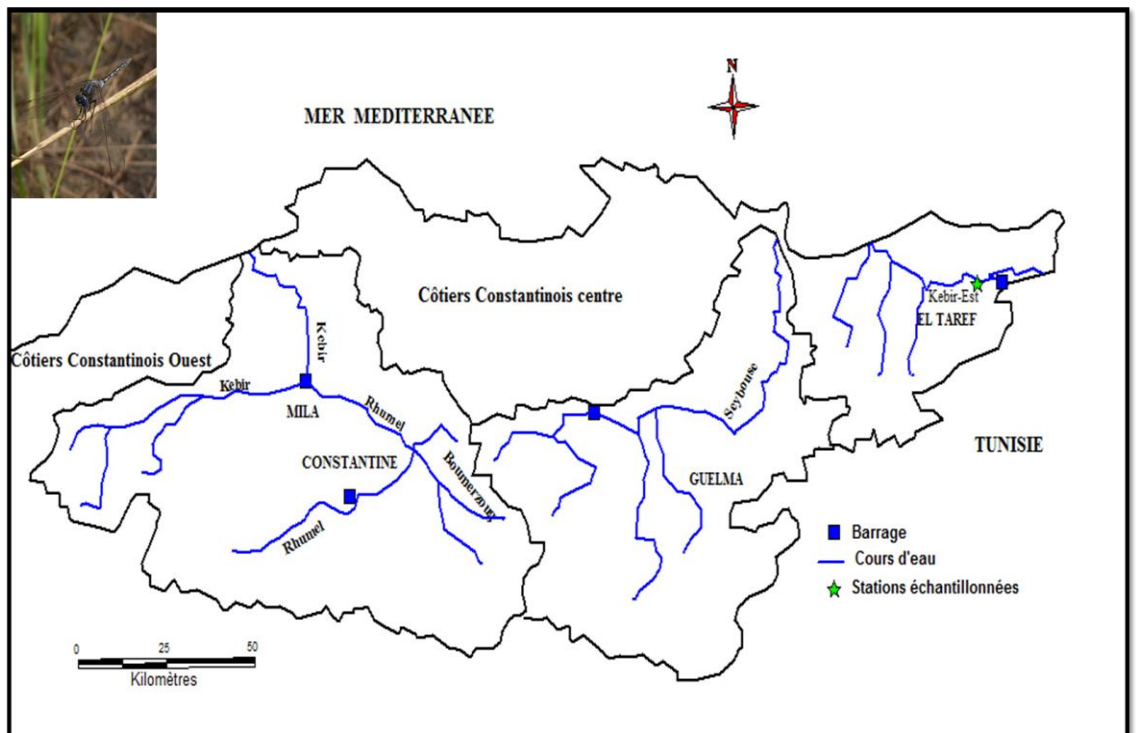 N
MER MEDITERRANEE
Côtiers Constantinois centre
Côtiers Constantinois Ouest
Kebir
Kebir
MILA
Rhumel
CONSTANTINE
Boumerzoug
Rhumel
Seybouse
GUELMA
Kebir-Est
EL TAREF
TUNISIE
Barrage
Cours d'eau
Stations échantillonnées
0 25 50
Kilomètres